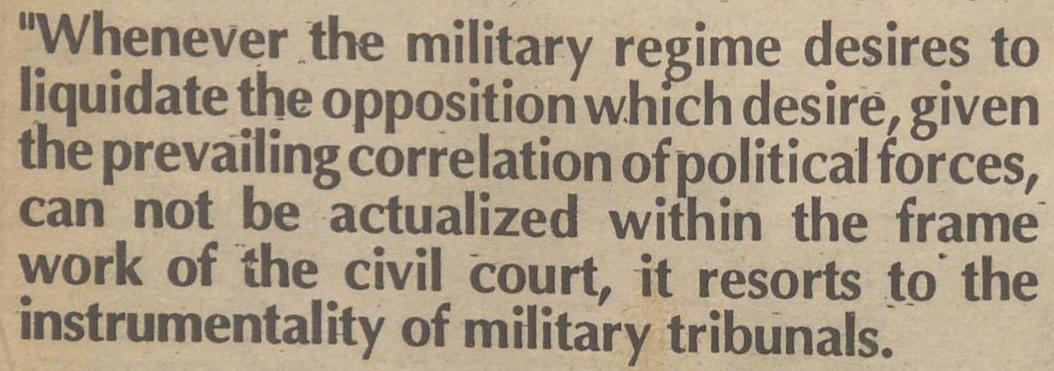 "Whenever the military regime desires to
liquidate the opposition which desire, given
the prevailing correlation of political forces,
can not be actualized within the frame
work of the civil court, it resorts to the
instrumentality of military tribunals.